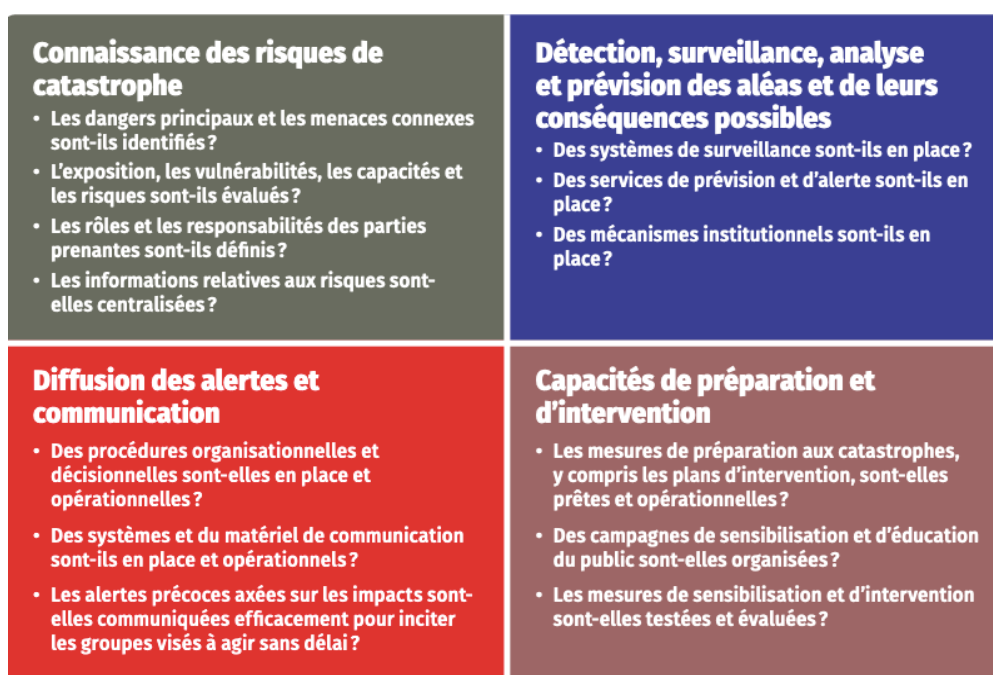 Connaissance des risques de
catastrophe
• Les dangers principaux et les menaces connexes
sont-ils identifiés ?
• L’exposition, les vulnérabilités, les capacités et
les risques sont-ils évalués ?
• Les rôles et les responsabilités des parties
prenantes sont-ils définis ?
• Les informations relatives aux risques sont-
elles centralisées ?
Détection, surveillance, analyse
et prévision des aléas et de leurs
conséquences possibles
• Des systèmes de surveillance sont-ils en place ?
• Des services de prévision et d’alerte sont-ils en
place ?
• Des mécanismes institutionnels sont-ils en
place ?
Diffusion des alertes et
communication
• Des procédures organisationnelles et
décisionnelles sont-elles en place et
opérationnelles ?
• Des systèmes et du matériel de communication
sont-ils en place et opérationnels ?
• Les alertes précoces axées sur les impacts sont-
elles communiquées efficacement pour inciter
les groupes visés à agir sans délai ?
Capacités de préparation et
d’intervention
• Les mesures de préparation aux catastrophes,
y compris les plans d’intervention, sont-elles
prêtes et opérationnelles ?
• Des campagnes de sensibilisation et d’éducation
du public sont-elles organisées ?
• Les mesures de sensibilisation et d’intervention
sont-elles testées et évaluées ?